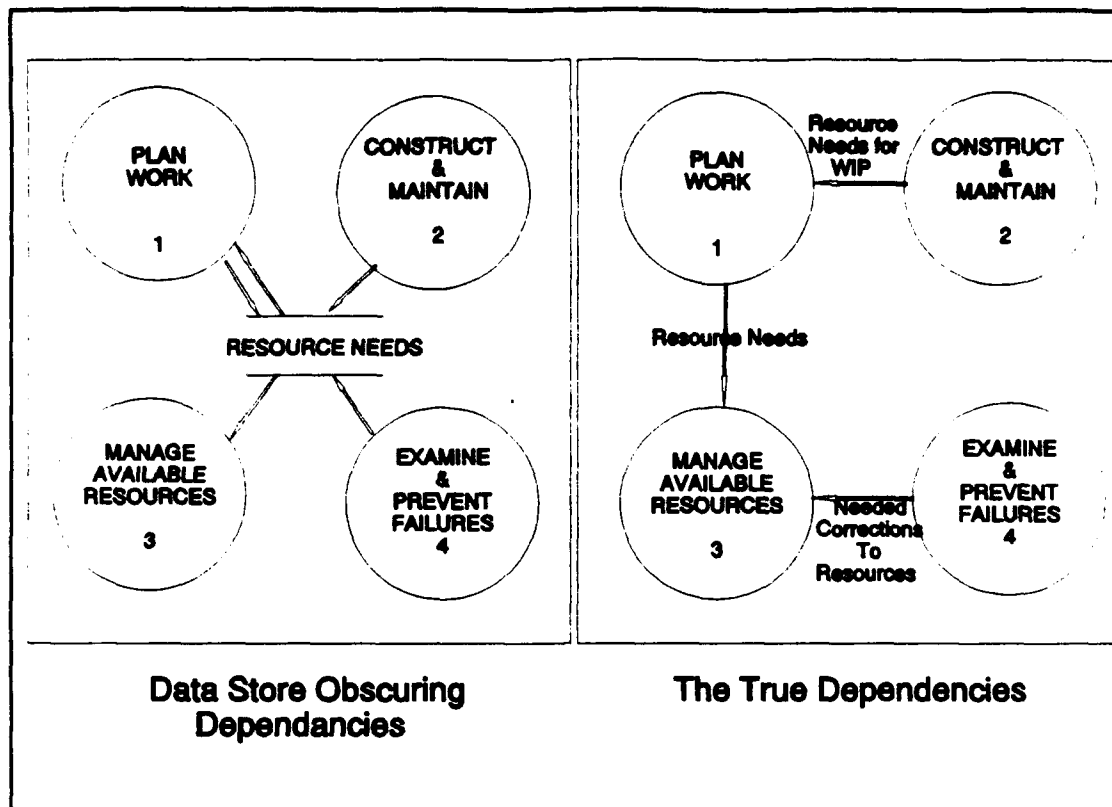 PLAN
WORK
1
CONSTRUCT
&
MAINTAIN
2
RESOURCE NEEDS
MANAGE
AVAILABLE
RESOURCES
3
EXAMINE
&
PREVENT
FAILURES
4
Data Store Obscuring
Dependancies
PLAN
WORK
1
Resource
Needs for
WIP
CONSTRUCT
&
MAINTAIN
2
Resource Needs
MANAGE
AVAILABLE
RESOURCES
3
Needed
Corrections
To
Resources
EXAMINE
&
PREVENT
FAILURES
4
The True Dependencies